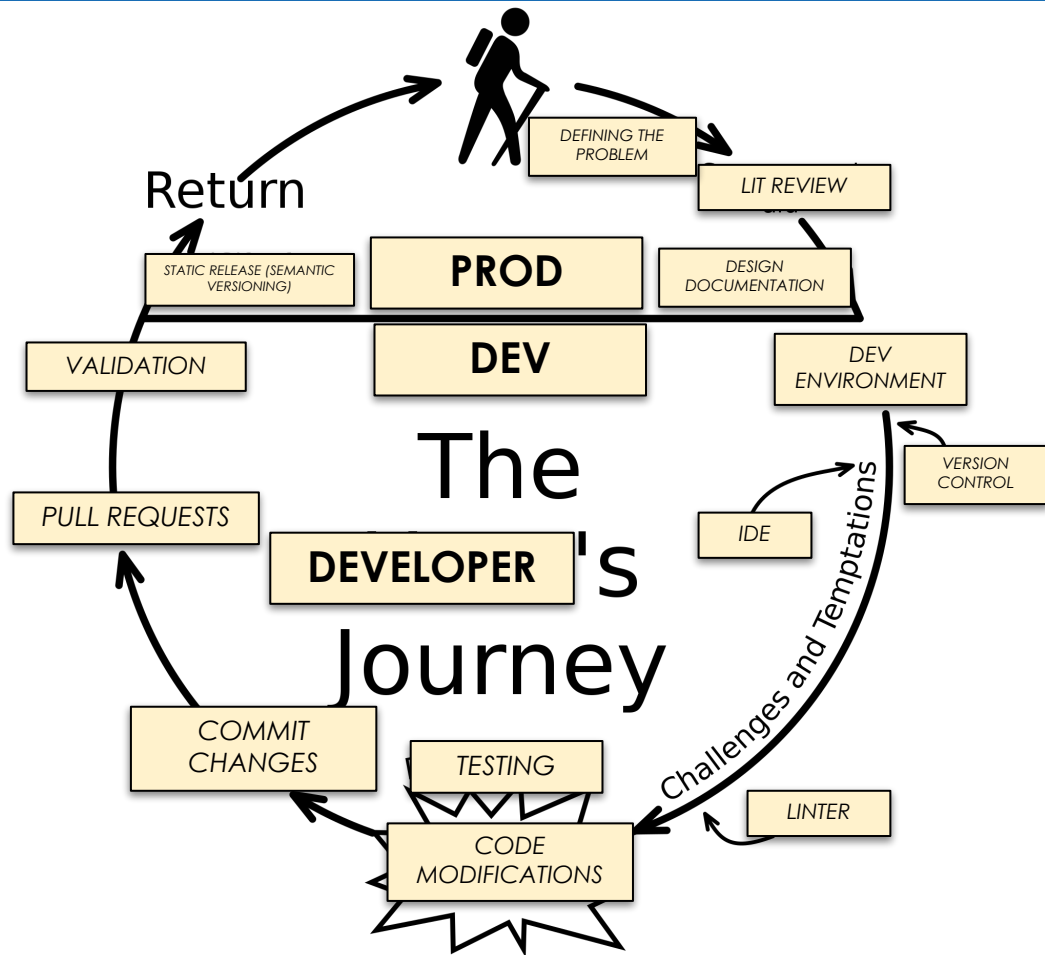 DEFINING THE
PROBLEM
LIT REVIEW
Return
STATIC RELEASE (SEMANTIC
VERSIONING)
PROD
DESIGN
DOCUMENTATION
DEV
VALIDATION
DEV
ENVIRONMENT
The
VERSION
CONTROL
PULL REQUESTS
IDE
DEVELOPER
's
Journey
Challenges and Temptations
COMMIT
CHANGES
TESTING
LINTER
CODE
MODIFICATIONS